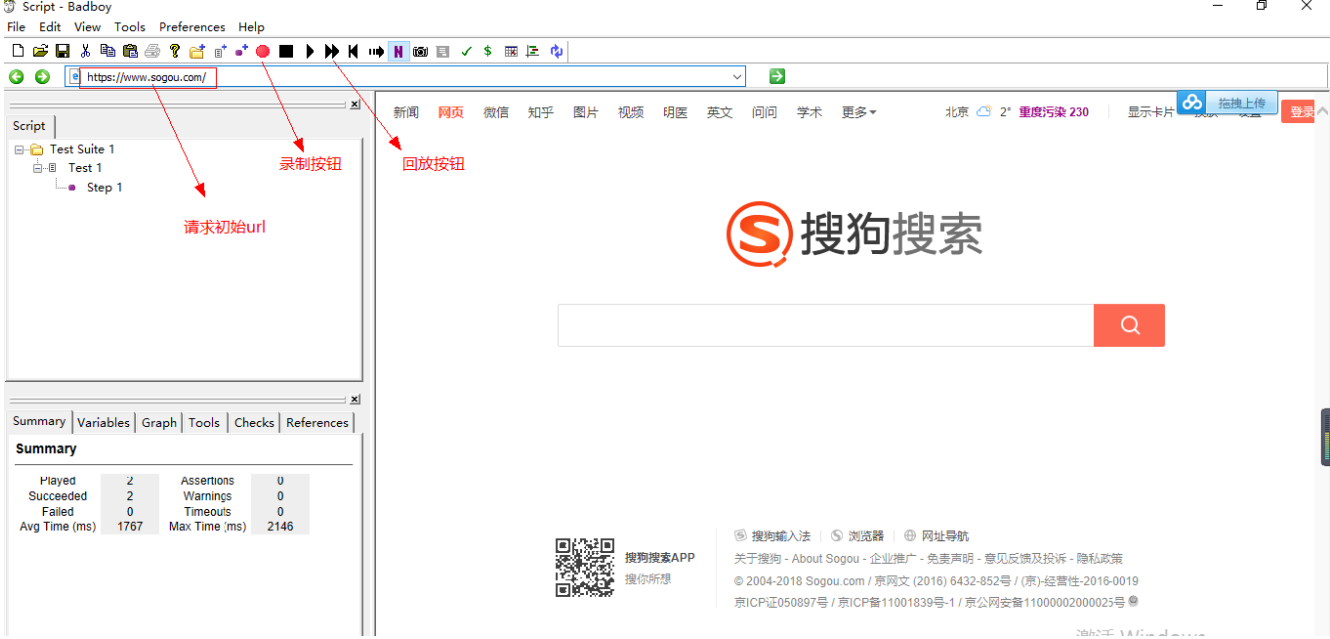 Script - Badboy
File Edit View Tools Preferences Help
N $
https://www.sogou.com/
Script
Test Suite 1
Test 1
Step 1
录制按钮
回放按钮
请求初始url
新闻 网页 微信 知乎 图片 视频 明医 英文 问问 学术 更多 北京 2° 重度污染 230 显示卡片 拖拽上传 登录
搜狗搜索
Summary Variables Graph Tools Checks References
Summary
Played 2 Assertions 0
Succeeded 2 Warnings 0
Failed 0 Timeouts 0
Avg Time (ms) 1767 Max Time (ms) 2146
搜狗输入法 浏览器 网址导航
搜狗搜索APP
搜你所想
关于搜狗 - About Sogou - 企业推广 - 免责声明 - 意见反馈及投诉 - 隐私政策
© 2004-2018 Sogou.com / 京网文 (2016) 6432-852号 / (京)-经营性-2016-0019
京ICP证050897号 / 京ICP备11001839号-1 / 京公网安备11000002000025号
激活 Windows